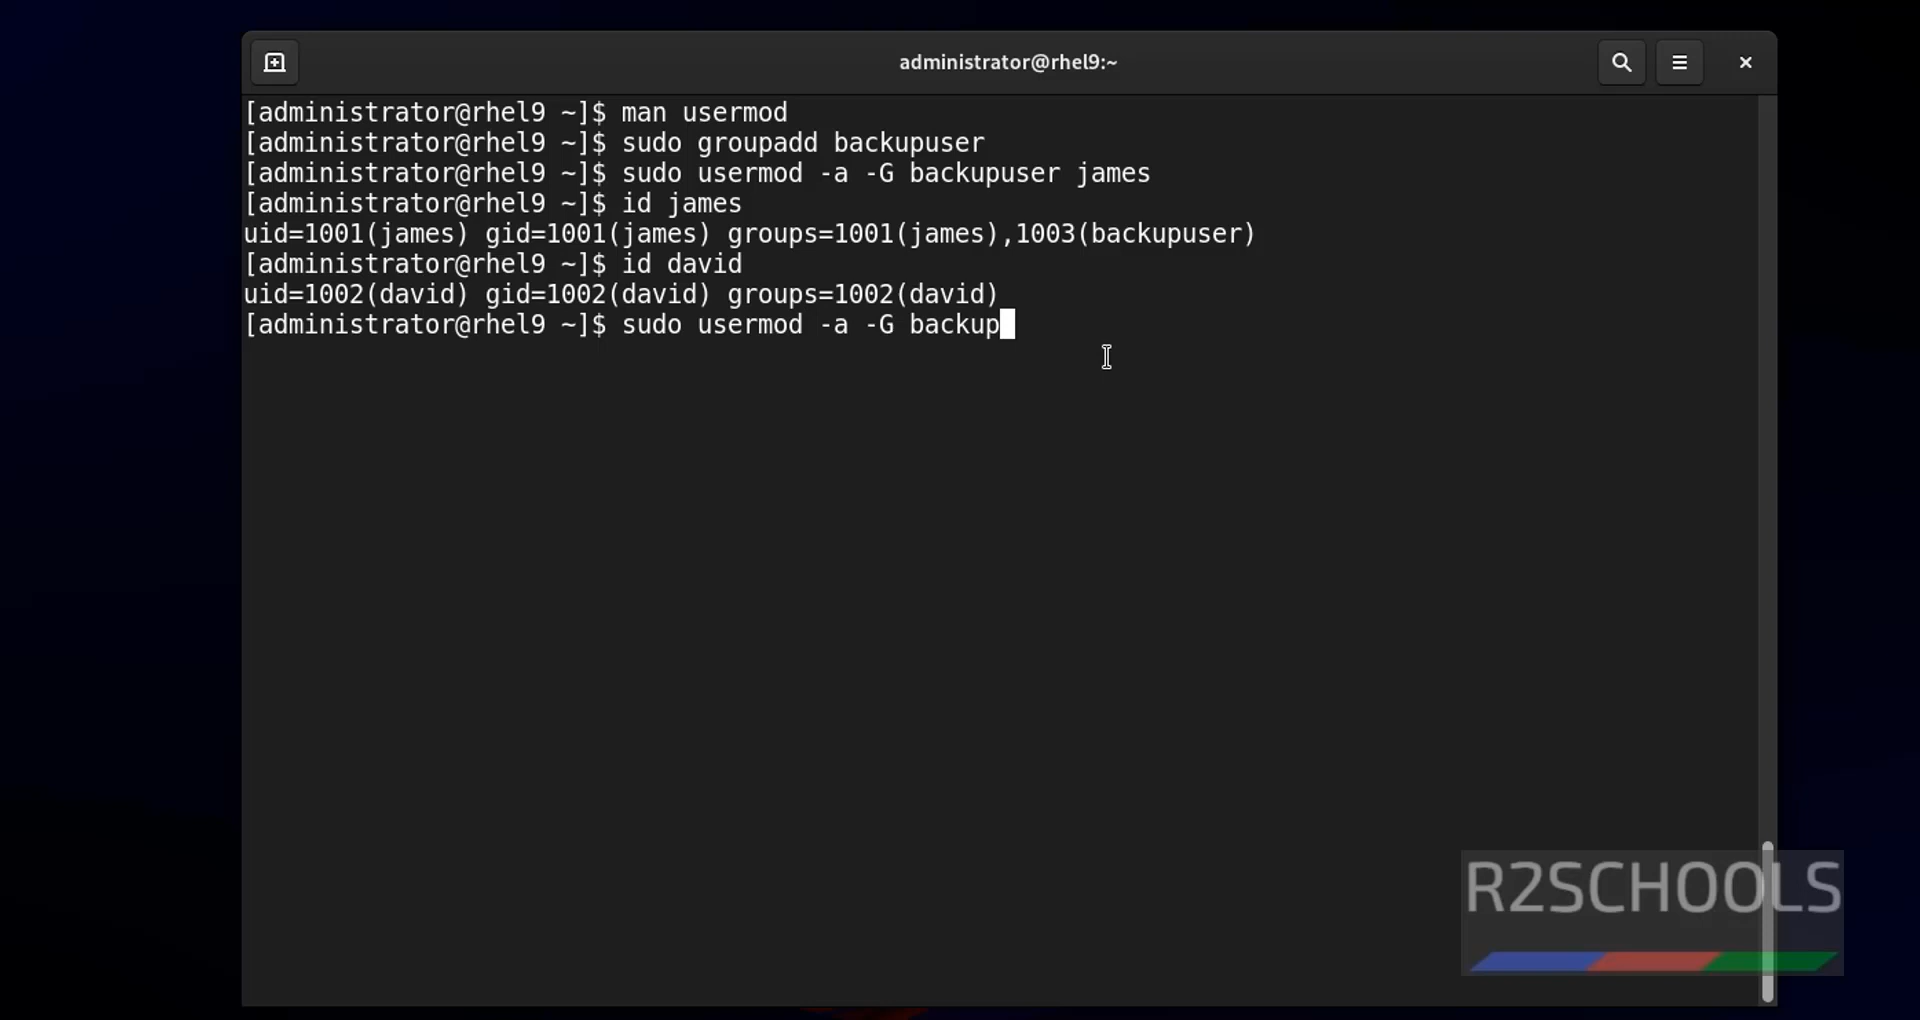 administrator@rhel9:~
[administrator@rhel9 ~]$ man usermod
[administrator@rhel9 ~]$ sudo groupadd backupuser
[administrator@rhel9 ~]$ sudo usermod -a -G backupuser james
[administrator@rhel9 ~]$ id james
uid=1001(james) gid=1001(james) groups=1001(james),1003(backupuser)
[administrator@rhel9 ~]$ id david
uid=1002(david) gid=1002(david) groups=1002(david)
[administrator@rhel9 ~]$ sudo usermod -a -G backup
R2SCHOOLS